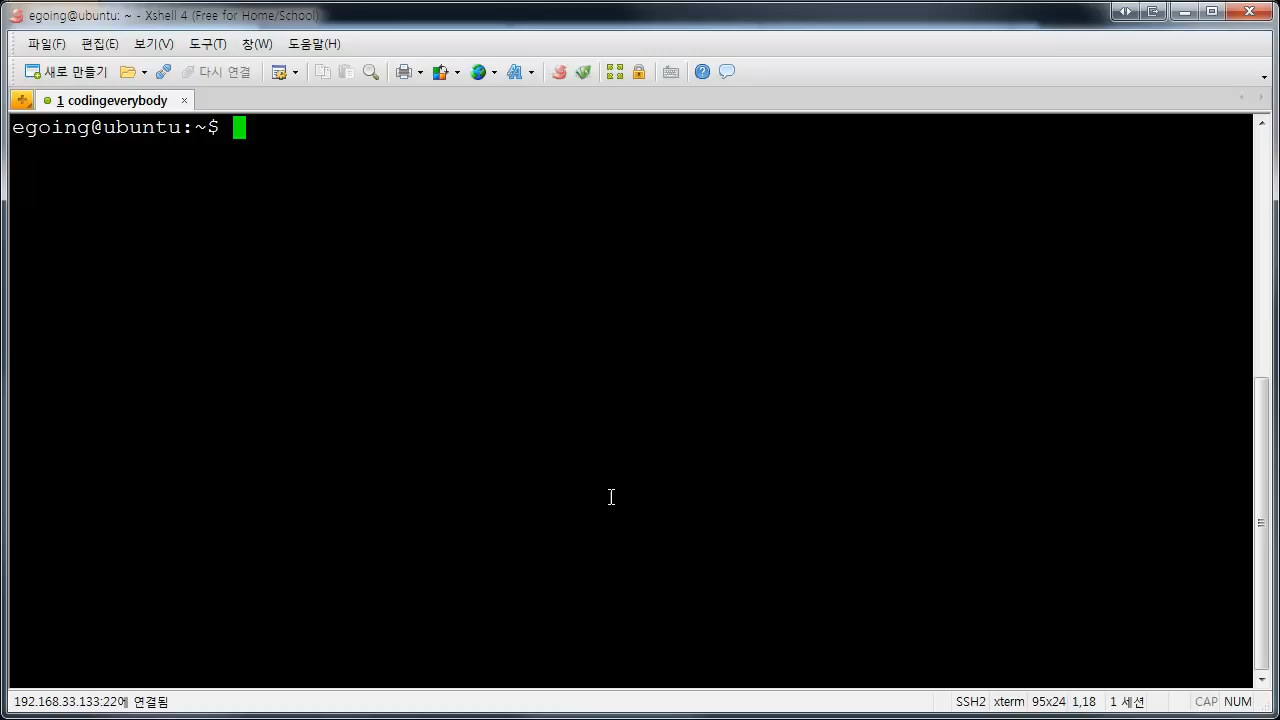 egoing@ubuntu: ~ - Xshell 4 (Free for Home/School)
파일(F) 편집(E) 보기(V) 도구(T) 창(W) 도움말(H)
새로 만들기 다시 연결
1 codingeverybody
egoing@ubuntu:~$
192.168.33.133:22에 연결됨 SSH2 xterm 95x24 1,18 1 세션 CAP NUM